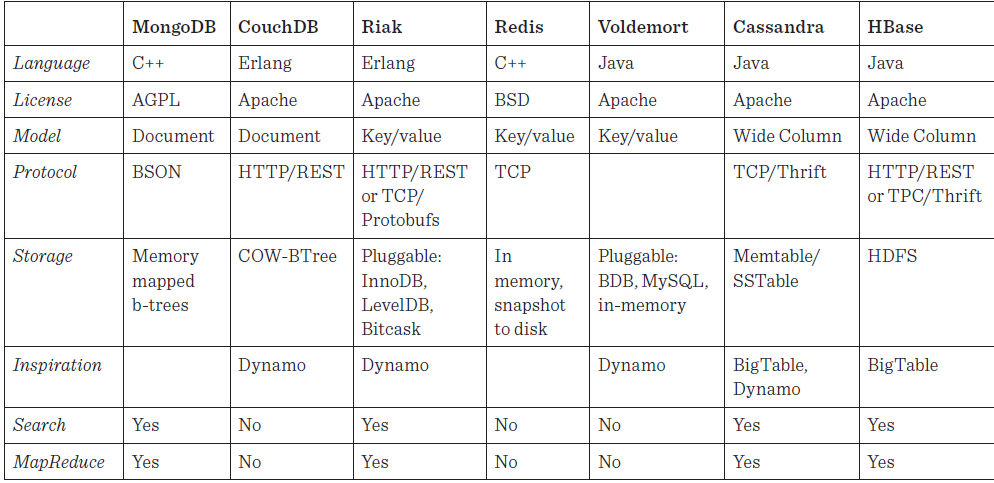 MongoDB CouchDB Riak Redis Voldemort Cassandra HBase
Language C++ Erlang Erlang C++ Java Java Java
License AGPL Apache Apache BSD Apache Apache Apache
Model Document Document Key/value Key/value Key/value Wide Column Wide Column
Protocol BSON HTTP/REST HTTP/REST TCP TCP/Thrift HTTP/REST
or TCP/ or TPC/Thrift
Protobufs
Storage Memory COW-BTree Pluggable: In Pluggable: Memtable/ HDFS
mapped InnoDB, memory, BDB, MySQL, SSTable
b-trees LevelDB, snapshot in-memory
Bitcask to disk
Inspiration Dynamo Dynamo Dynamo BigTable, BigTable
Dynamo
Search Yes No Yes No No Yes Yes
MapReduce Yes No Yes No No Yes Yes